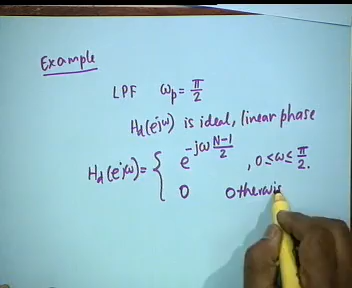 Example
LPF ωp = π/2
Hd(e^jω) is ideal, linear phase
Hd(e^jω) = { e^{-jω (N-1)/2} , 0 ≤ ω ≤ π/2.
0 otherwis